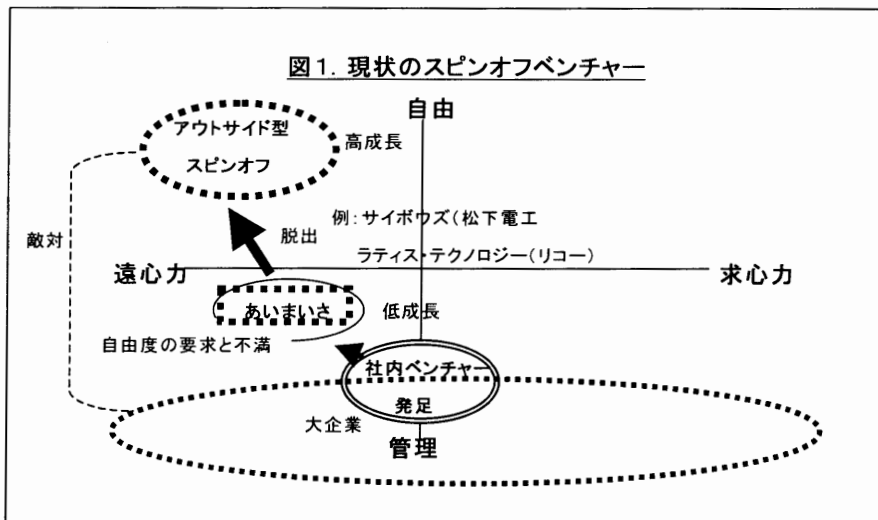 図1. 現状のスピンオフベンチャー
自由
アウトサイド型
スピンオフ
高成長
例：サイボウズ（松下電工
脱出
敵対
ラティス・テクノロジー（リコー）
遠心力
求心力
あいまいさ
低成長
自由度の要求と不満
社内ベンチャー
発足
大企業
管理